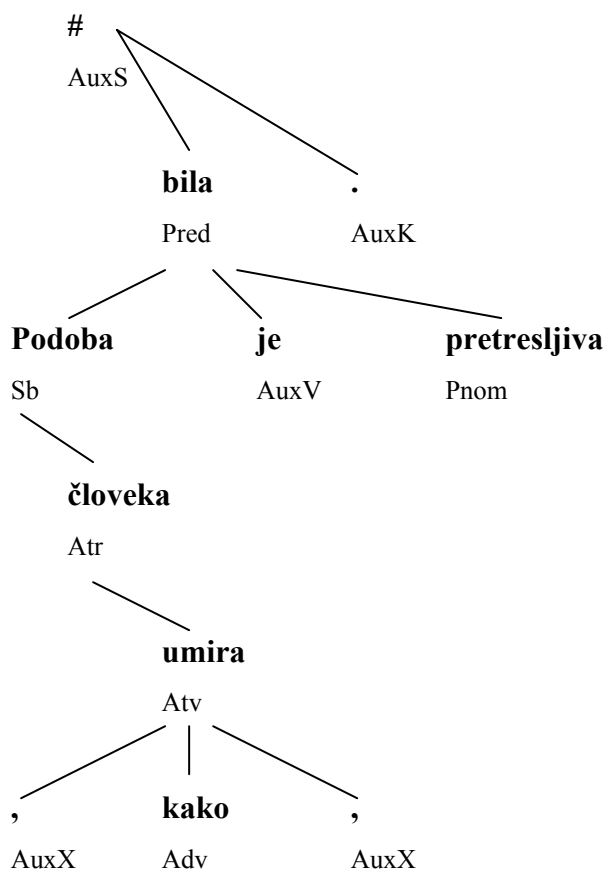 #
AuxS
bila .
Pred AuxK
Podoba je pretresljiva
Sb AuxV Pnom
človeka
Atr
umira
Atv
, kako ,
AuxX Adv AuxX